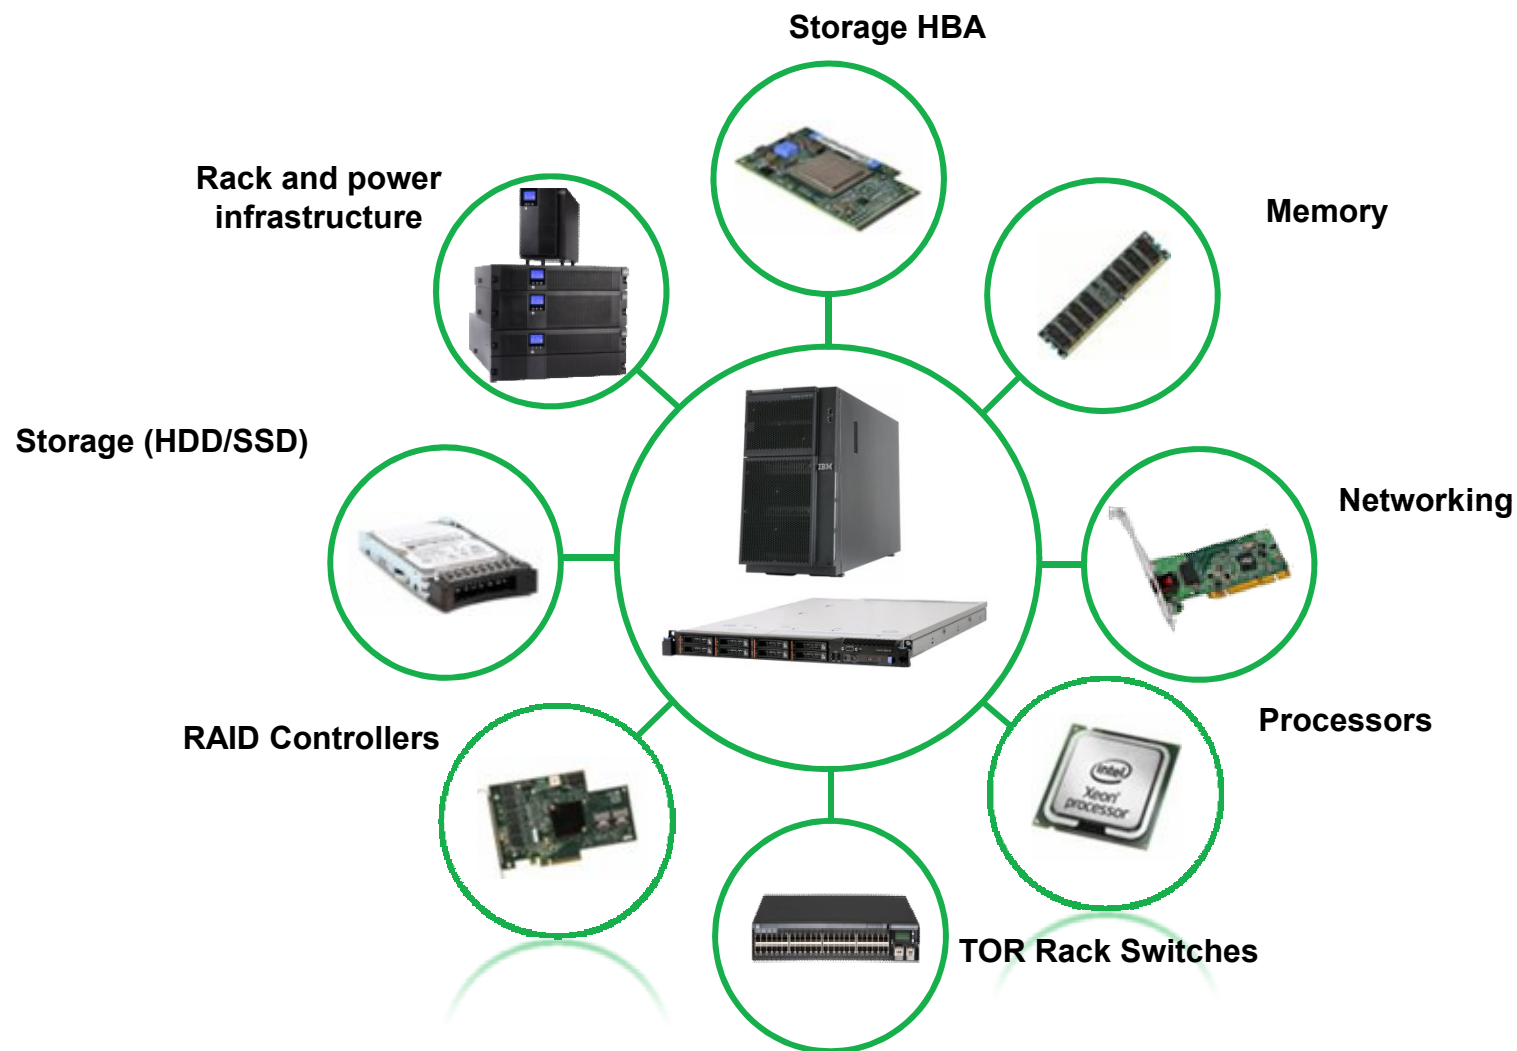 Storage HBA
Rack and power
infrastructure
Memory
Storage (HDD/SSD)
IBM
Networking
RAID Controllers
Processors
intel
Xeon
processor
TOR Rack Switches